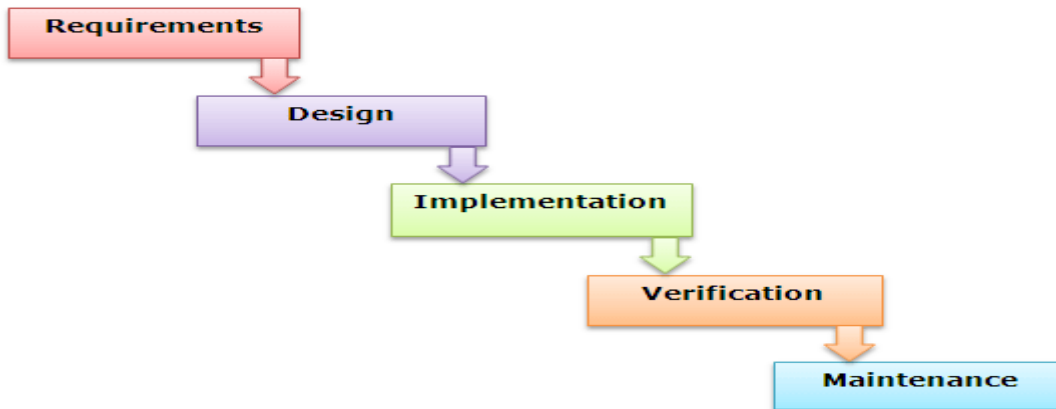 Requirements
Design
Implementation
Verification
Maintenance